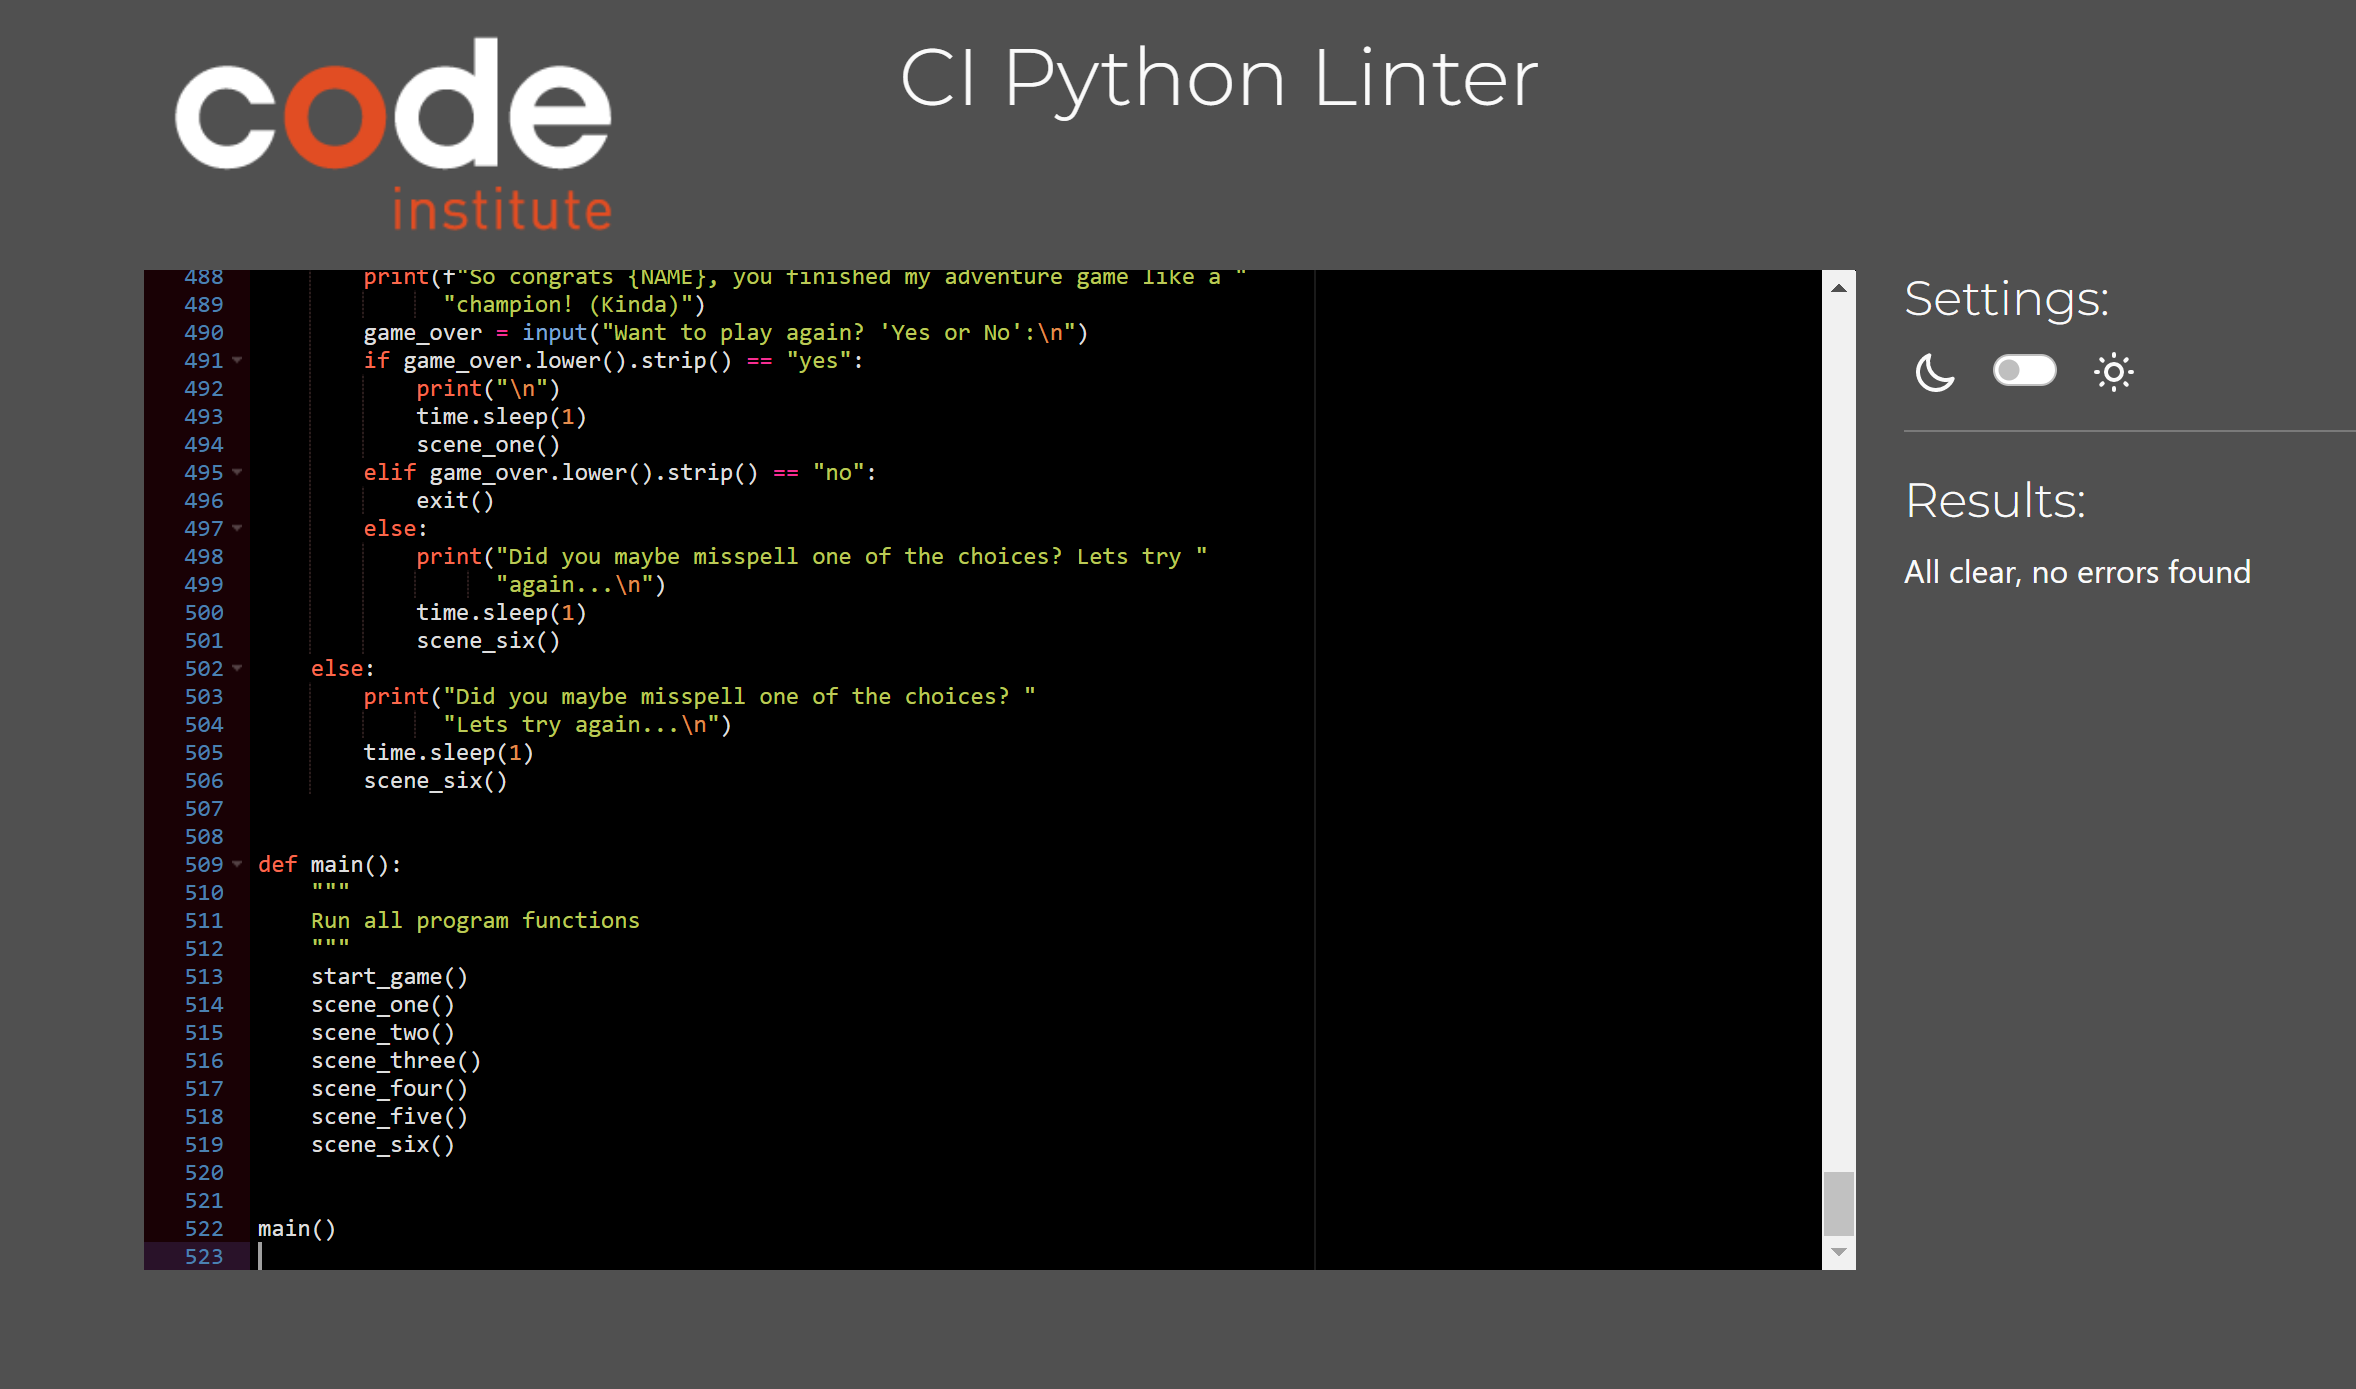 code
institute
CI Python Linter
488 print(f"So congrats {NAME}, you finished my adventure game like a "
489 "champion! (Kinda)")
490 game_over = input("Want to play again? 'Yes or No':\n")
491 if game_over.lower().strip() == "yes":
492 print("\n")
493 time.sleep(1)
494 scene_one()
495 elif game_over.lower().strip() == "no":
496 exit()
497 else:
498 print("Did you maybe misspell one of the choices? Lets try "
499 "again...\n")
500 time.sleep(1)
501 scene_six()
502 else:
503 print("Did you maybe misspell one of the choices? "
504 "Lets try again...\n")
505 time.sleep(1)
506 scene_six()
507
508
509 def main():
510 """
511 Run all program functions
512 """
513 start_game()
514 scene_one()
515 scene_two()
516 scene_three()
517 scene_four()
518 scene_five()
519 scene_six()
520
521
522 main()
523
Settings:
Results:
All clear, no errors found